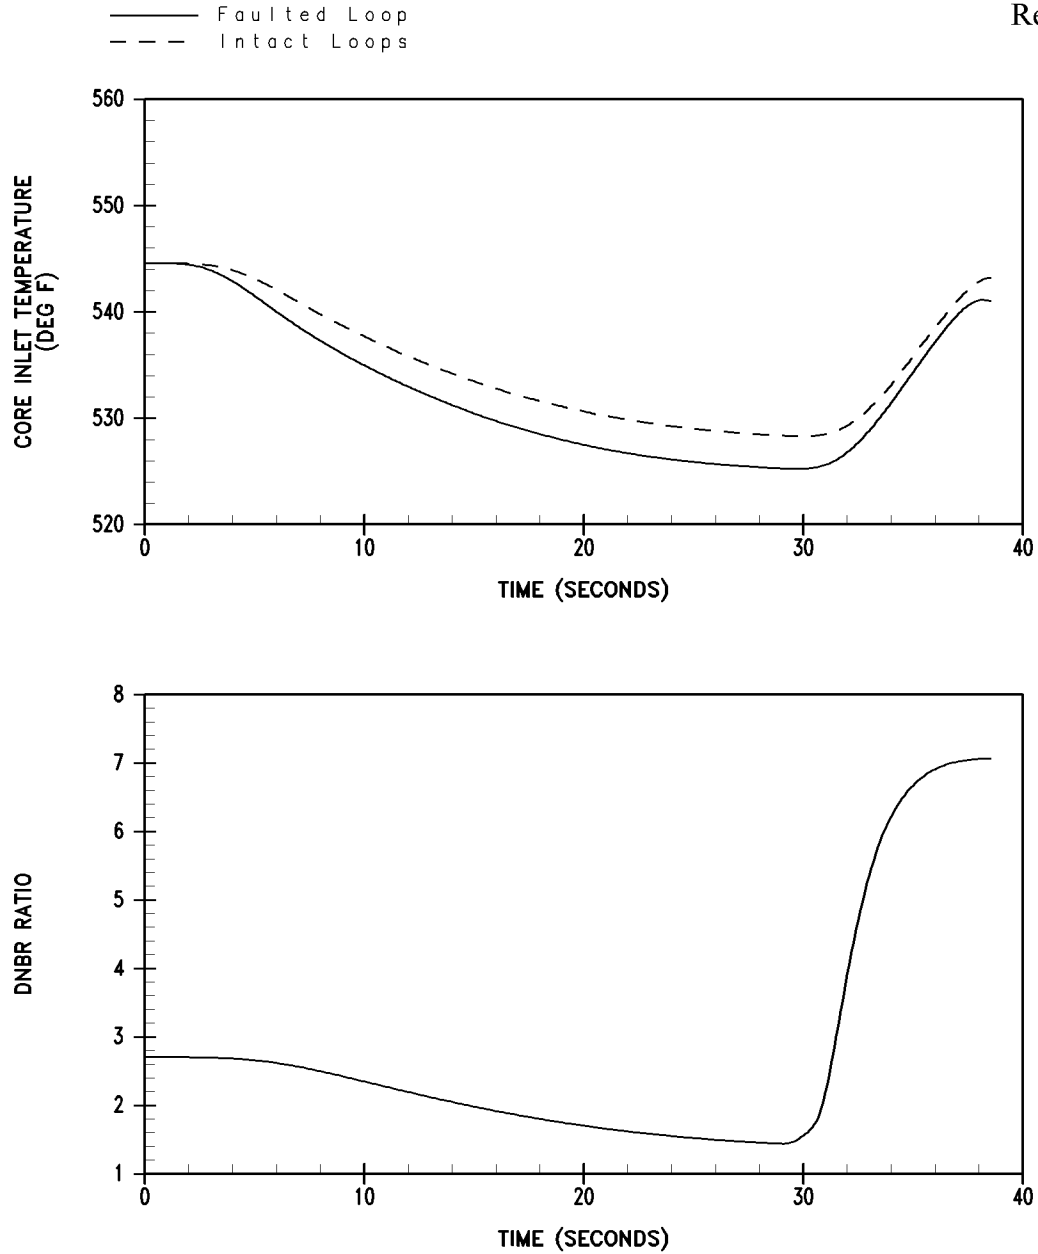 Faulted Loop
Intact Loops
Re
560
550
540
530
520
CORE INLET TEMPERATURE
(DEG F)
0 10 20 30 40
TIME (SECONDS)
8
7
6
5
4
3
2
1
DNBR RATIO
0 10 20 30 40
TIME (SECONDS)